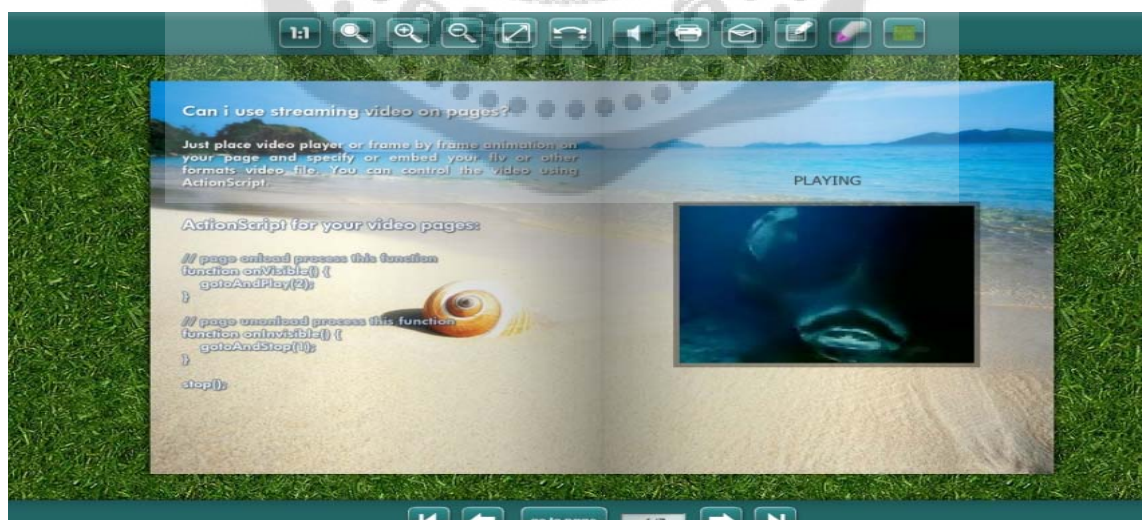 1:1
Can i use streaming video on pages?
Just place video player or frame by frame animation on
your page and specify or embed your flv or other
formats video file. You can control the video using
ActionScript.
ActionScript for your video pages:
// page onload process this function
function onVisible() {
gotoAndPlay(2);
}
// page unonload process this function
function onInvisible() {
gotoAndStop(1);
}
stop();
PLAYING